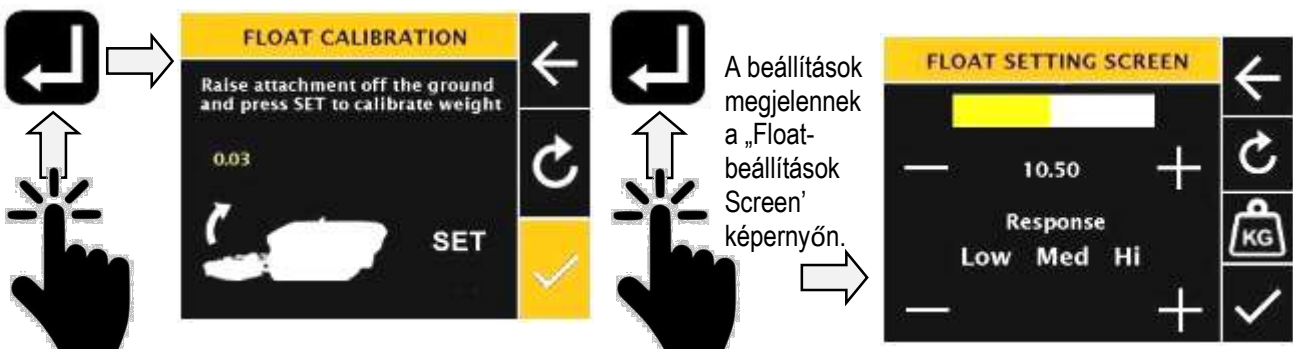 FLOAT CALIBRATION
Raise attachment off the ground
and press SET to calibrate weight
0.03
SET
A beállítások
megjelennek
a „Float-
beállítások
Screen’
képernyőn.
FLOAT SETTING SCREEN
10.50
Response
Low Med Hi
KG